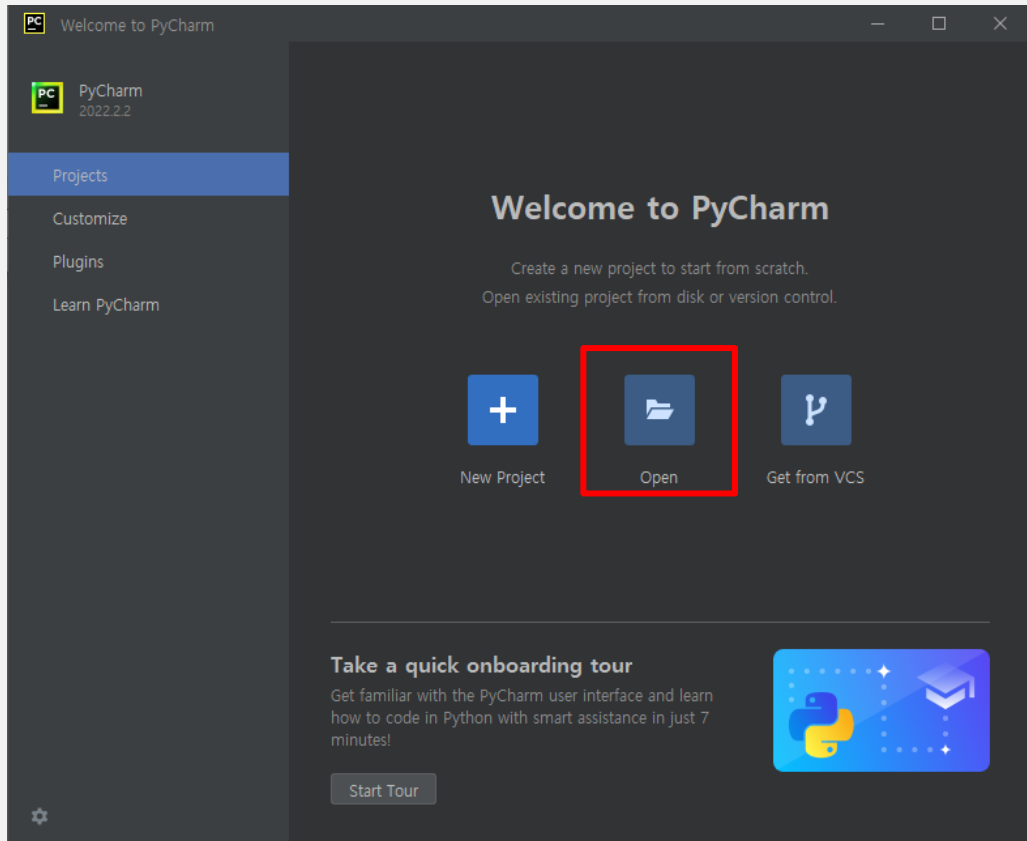 PC Welcome to PyCharm
PC PyCharm
2022.2.2
Projects
Customize
Plugins
Learn PyCharm
Welcome to PyCharm
Create a new project to start from scratch.
Open existing project from disk or version control.
New Project
Open
Get from VCS
Take a quick onboarding tour
Get familiar with the PyCharm user interface and learn
how to code in Python with smart assistance in just 7
minutes!
Start Tour